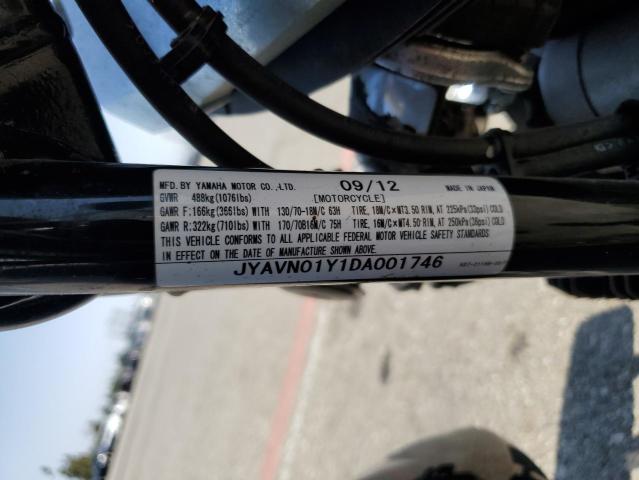 MFD. BY YAMAHA MOTOR CO.,LTD. 09/12 MADE IN JAPAN
GVWR 488kg(1076lbs) [MOTORCYCLE]
GAWR F:166kg(366lbs) WITH 130/70-18M/C 63H TIRE, 18M/C×MT3.50 RIM, AT 225kPa(33psi) COLD
GAWR R:322kg(710lbs) WITH 170/70B16M/C 75H TIRE, 16M/C×MT4.50 RIM, AT 250kPa(36psi) COLD
THIS VEHICLE CONFORMS TO ALL APPLICABLE FEDERAL MOTOR VEHICLE SAFETY STANDARDS
IN EFFECT ON THE DATE OF MANUFACTURE SHOWN ABOVE.
JYAVN01Y1DA001746